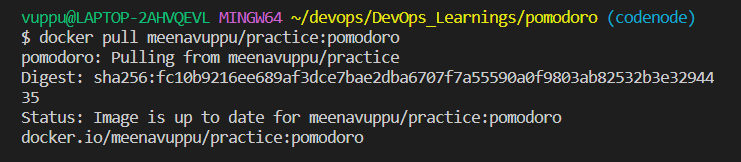 vuppu@LAPTOP-2AHVQEVL MINGW64 ~/devops/DevOps_Learnings/pomodoro (codenode)
$ docker pull meenavuppu/practice:pomodoro
pomodoro: Pulling from meenavuppu/practice
Digest: sha256:fc10b9216ee689af3dce7bae2dba6707f7a55590a0f9803ab82532b3e32944
35
Status: Image is up to date for meenavuppu/practice:pomodoro
docker.io/meenavuppu/practice:pomodoro